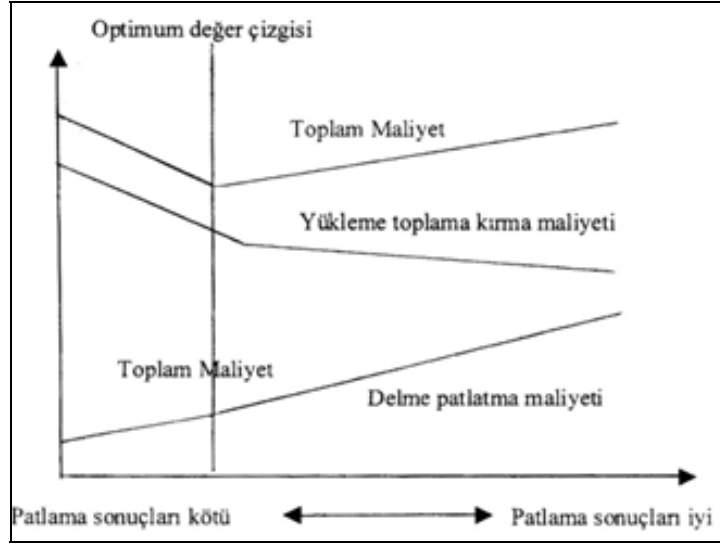 Optimum değer çizgisi
Toplam Maliyet
Yükleme toplama kırma maliyeti
Toplam Maliyet
Delme patlatma maliyeti
Patlama sonuçları kötü
Patlama sonuçları iyi